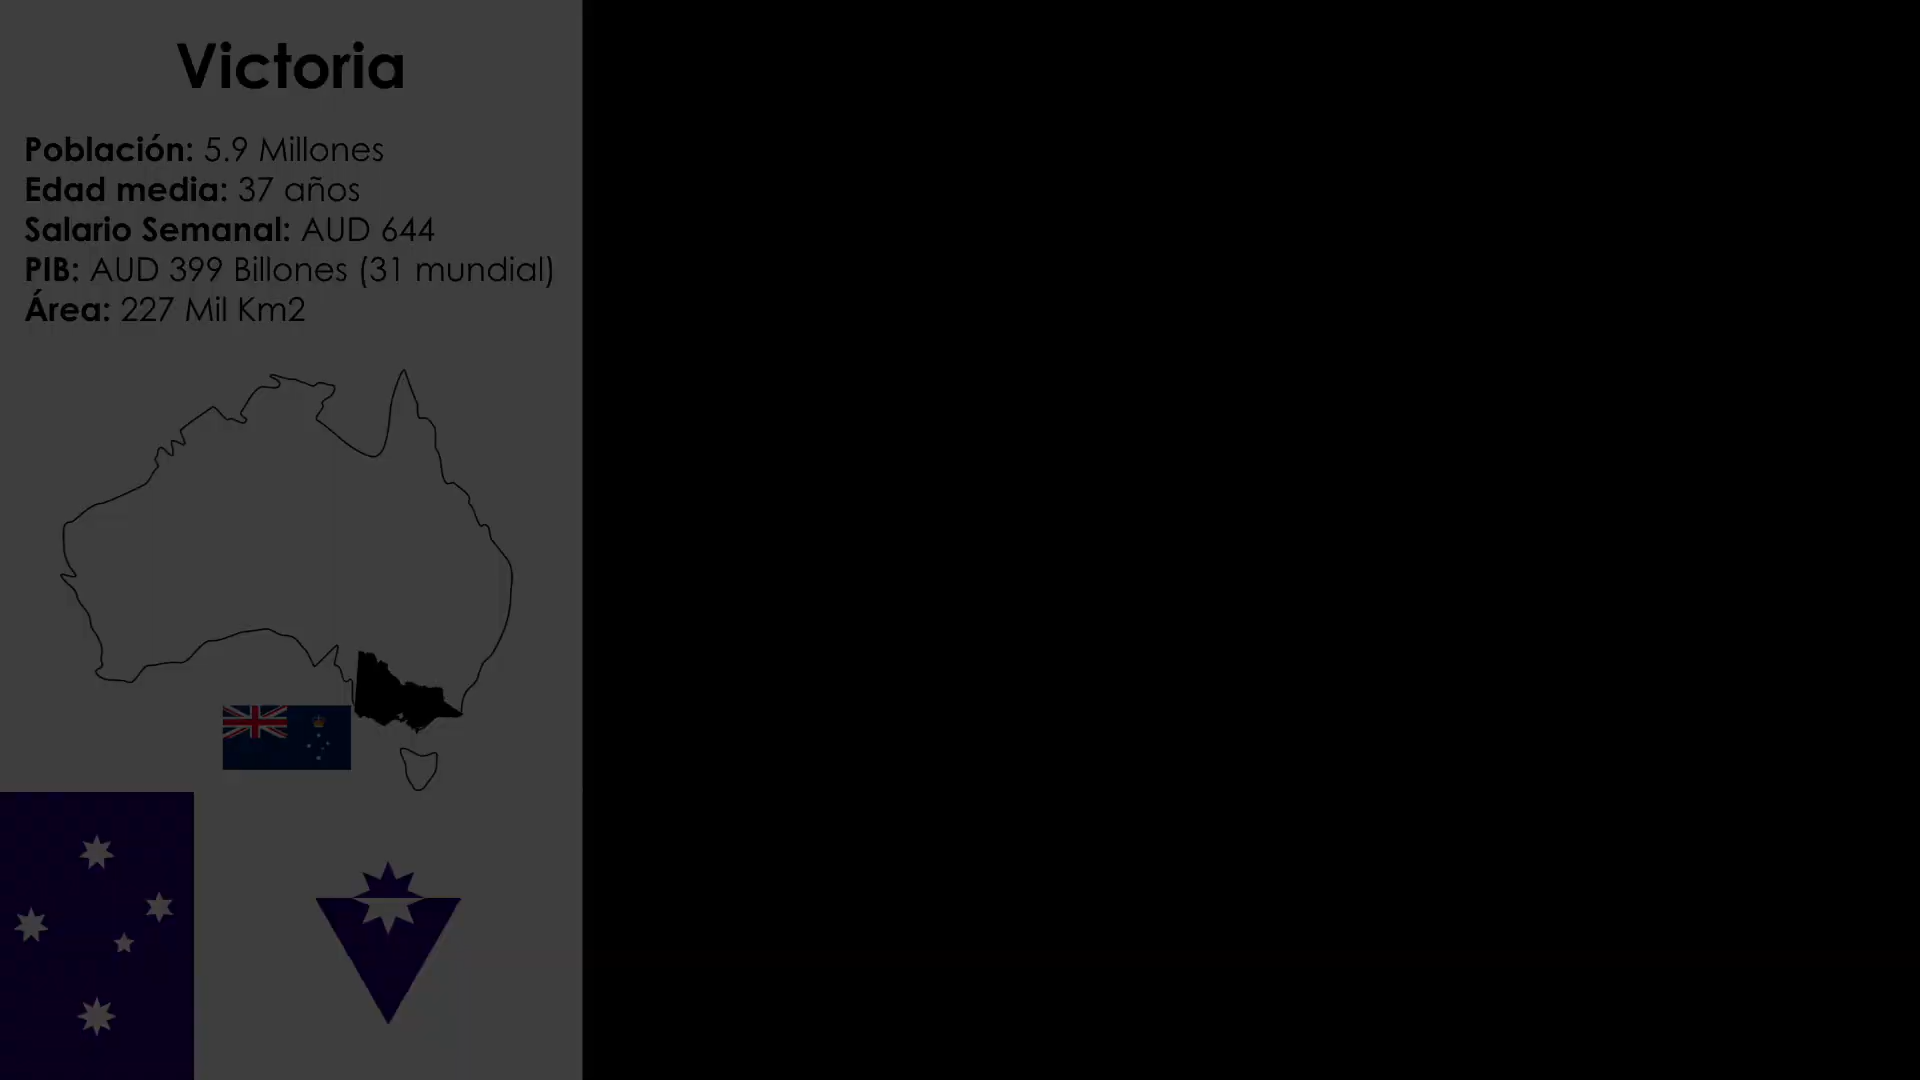 Victoria
Población: 5.9 Millones
Edad media: 37 años
Salario Semanal: AUD 644
PIB: AUD 399 Billones (31 mundial)
Área: 227 Mil Km2